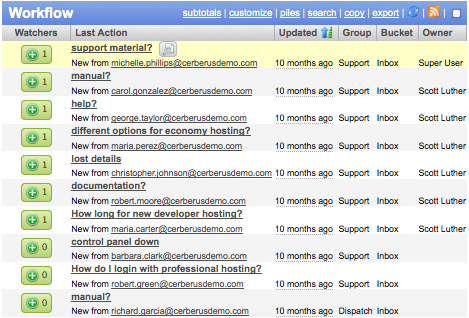 Workflow subtotals | customize | piles | search | copy | export |
Watchers Last Action Updated Group Bucket Owner
support material?
1 New from michelle.phillips@cerberusdemo.com 10 months ago Support Inbox Super User
manual?
1 New from carol.gonzalez@cerberusdemo.com 10 months ago Support Inbox Scott Luther
help?
1 New from george.taylor@cerberusdemo.com 10 months ago Support Inbox Scott Luther
different options for economy hosting?
1 New from maria.perez@cerberusdemo.com 10 months ago Support Inbox Scott Luther
lost details
1 New from christopher.johnson@cerberusdemo.com 10 months ago Support Inbox Scott Luther
documentation?
1 New from robert.moore@cerberusdemo.com 10 months ago Support Inbox Scott Luther
How long for new developer hosting?
1 New from maria.carter@cerberusdemo.com 10 months ago Support Inbox Scott Luther
control panel down
0 New from barbara.clark@cerberusdemo.com 10 months ago Support Inbox
How do I login with professional hosting?
0 New from robert.green@cerberusdemo.com 10 months ago Support Inbox
manual?
0 New from richard.garcia@cerberusdemo.com 10 months ago Dispatch Inbox